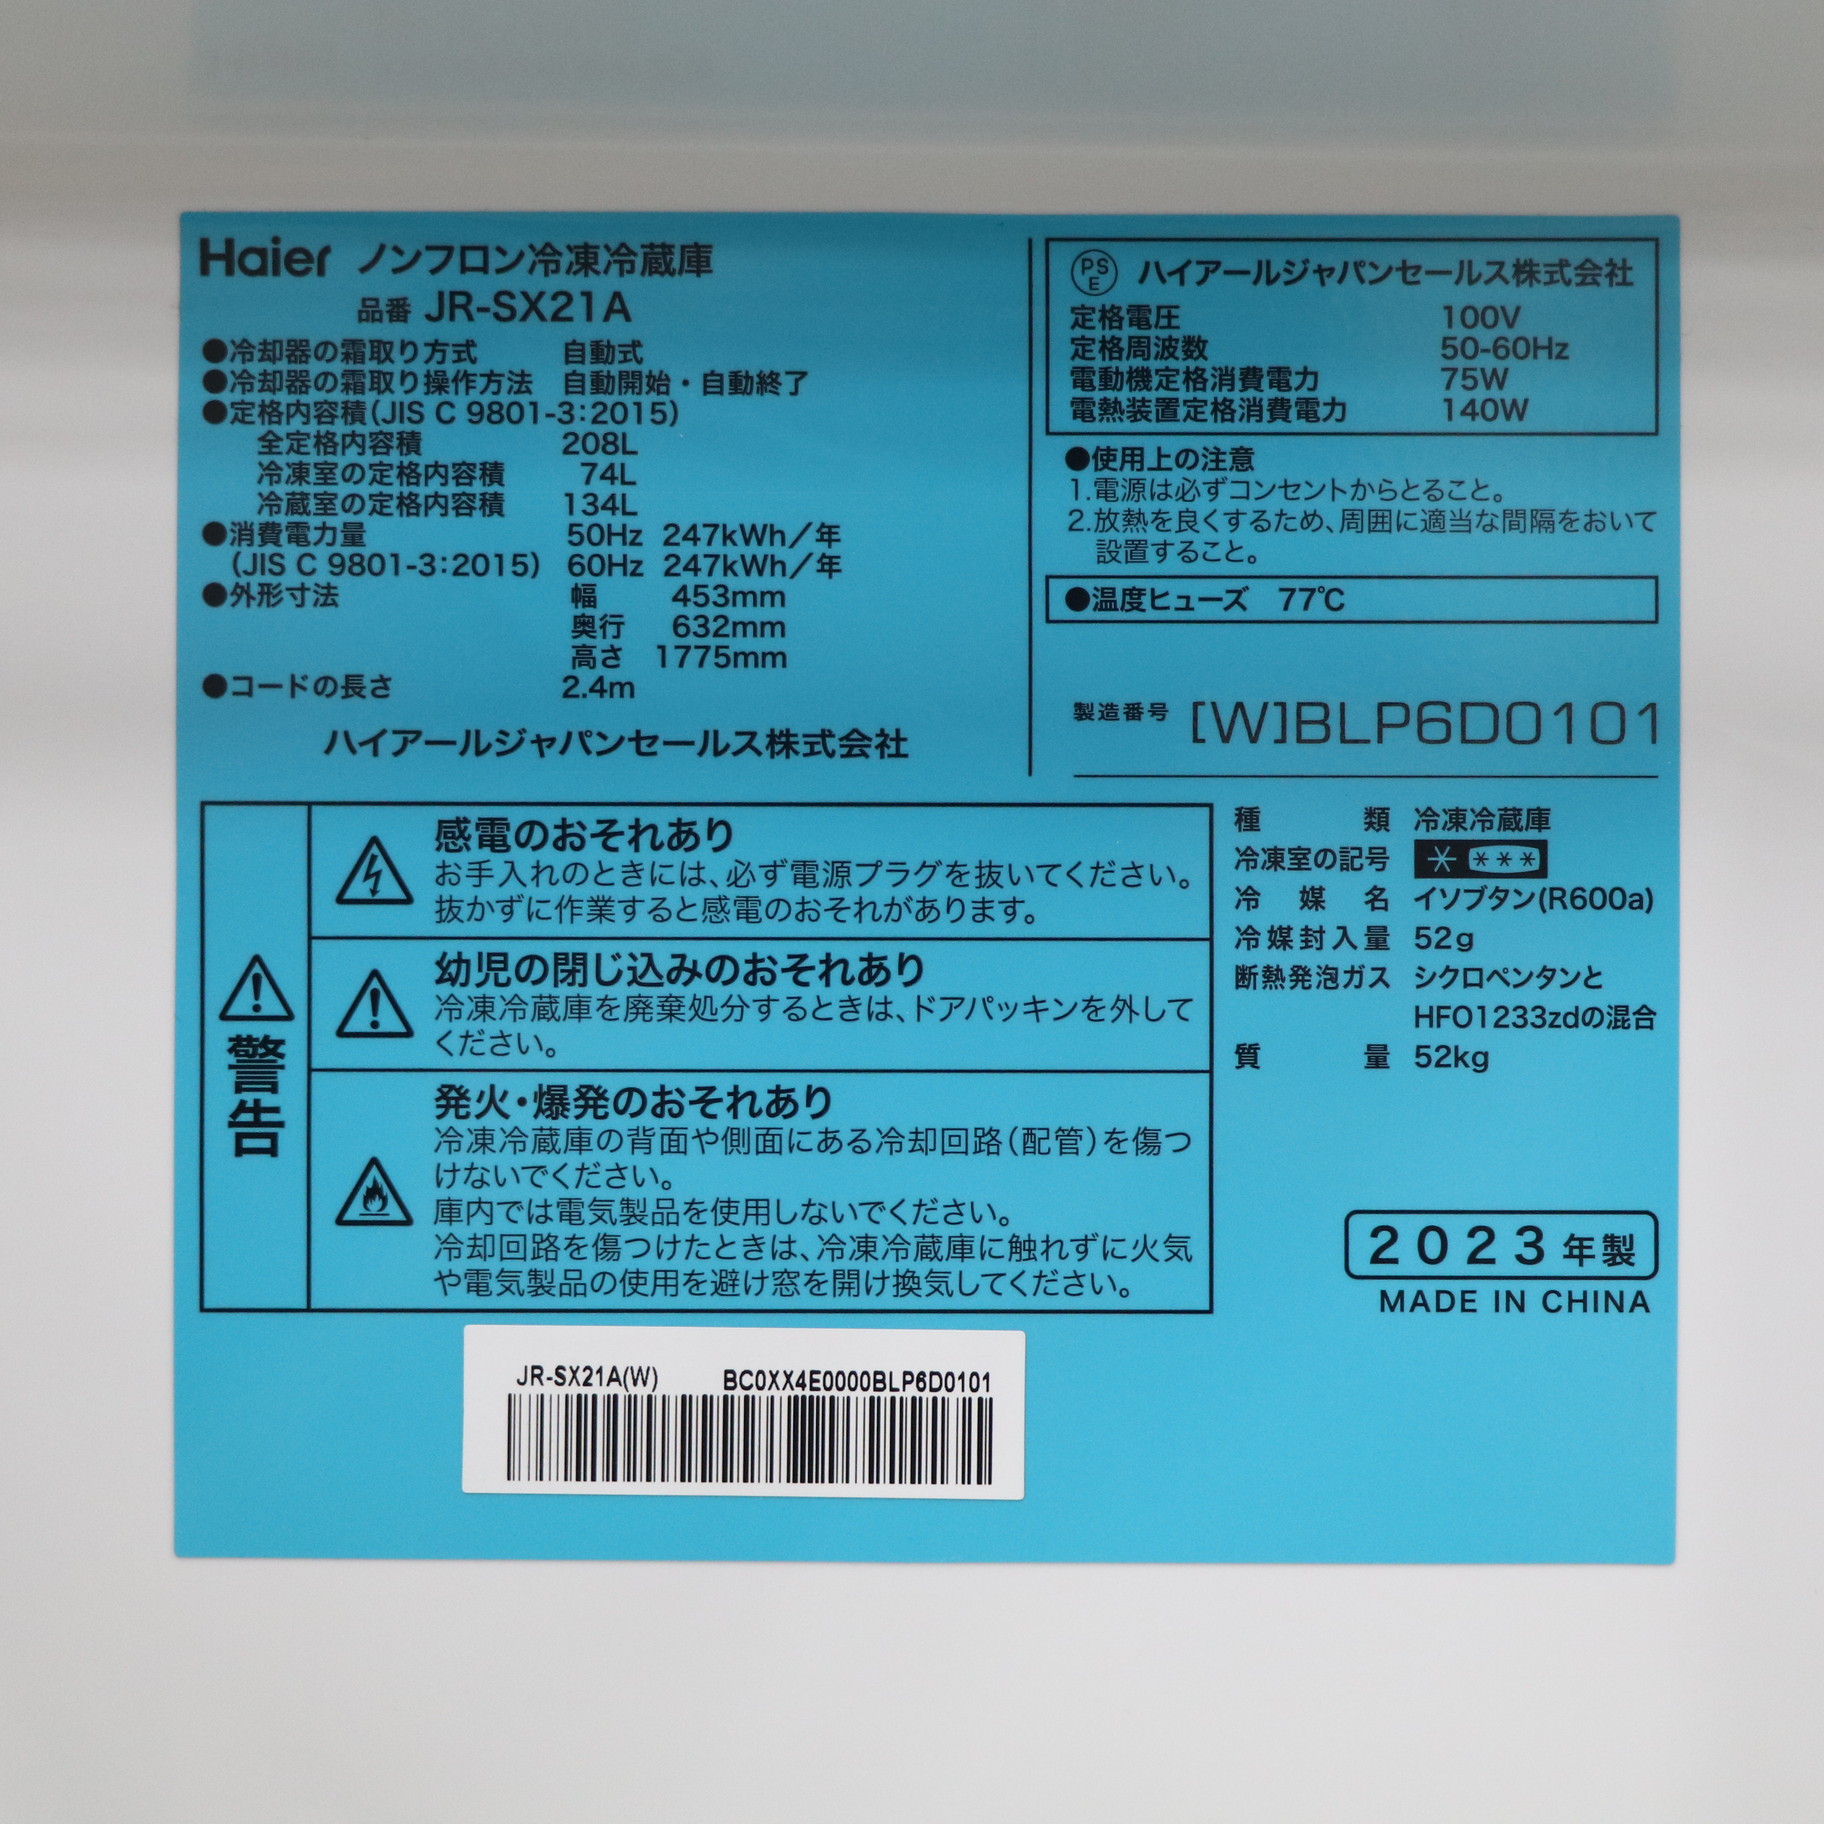 Haier ノンフロン冷凍冷蔵庫
品番 JR-SX21A
●冷却器の霜取り方式 自動式
●冷却器の霜取り操作方法 自動開始・自動終了
●定格内容積(JIS C 9801-3:2015)
全定格内容積 208L
冷凍室の定格内容積 74L
冷蔵室の定格内容積 134L
●消費電力量 50Hz 247kWh/年
(JIS C 9801-3:2015) 60Hz 247kWh/年
●外形寸法 幅 453mm
奥行 632mm
高さ 1775mm
●コードの長さ 2.4m
ハイアールジャパンセールス株式会社
PSE ハイアールジャパンセールス株式会社
定格電圧 100V
定格周波数 50-60Hz
電動機定格消費電力 75W
電熱装置定格消費電力 140W
●使用上の注意
1.電源は必ずコンセントからとること。
2.放熱を良くするため、周囲に適当な間隔をおいて
設置すること。
●温度ヒューズ 77℃
製造番号 [W]BLP6D0101
警告
感電のおそれあり
お手入れのときには、必ず電源プラグを抜いてください。
抜かずに作業すると感電のおそれがあります。
幼児の閉じ込みのおそれあり
冷凍冷蔵庫を廃棄処分するときは、ドアパッキンを外して
ください。
発火・爆発のおそれあり
冷凍冷蔵庫の背面や側面にある冷却回路(配管)を傷つ
けないでください。
庫内では電気製品を使用しないでください。
冷却回路を傷つけたときは、冷凍冷蔵庫に触れずに火気
や電気製品の使用を避け窓を開け換気してください。
種類 冷凍冷蔵庫
冷凍室の記号 * ***
冷媒名 イソブタン(R600a)
冷媒封入量 52g
断熱発泡ガス シクロペンタンと
HFO1233zdの混合
質量 52kg
2023年製
MADE IN CHINA
JR-SX21A(W) BC0XX4E0000BLP6D0101